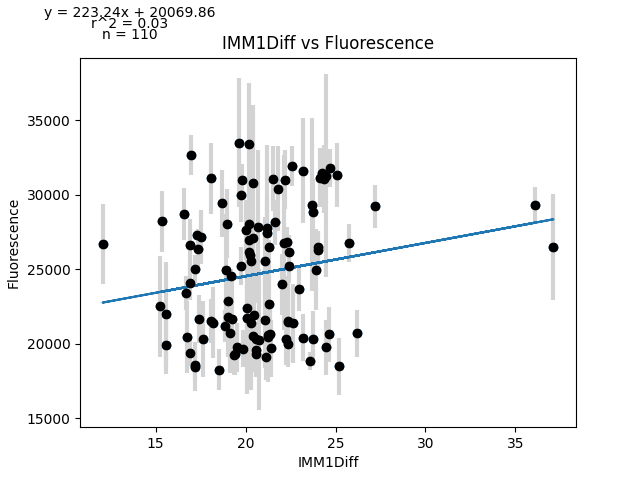 y = 223.24x + 20069.86
r^2 = 0.03
n = 110
IMM1Diff vs Fluorescence
Fluorescence
35000
30000
25000
20000
15000
15 20 25 30 35
IMM1Diff